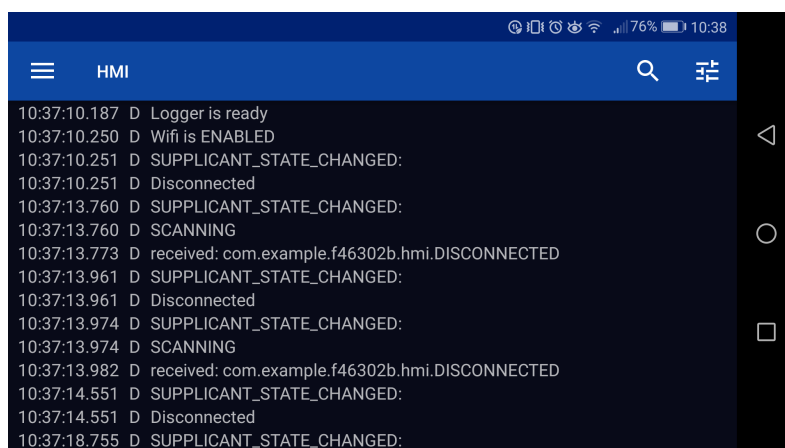 76% 10:38
HMI
10:37:10.187 D Logger is ready
10:37:10.250 D Wifi is ENABLED
10:37:10.251 D SUPPLICANT_STATE_CHANGED:
10:37:10.251 D Disconnected
10:37:13.760 D SUPPLICANT_STATE_CHANGED:
10:37:13.760 D SCANNING
10:37:13.773 D received: com.example.f46302b.hmi.DISCONNECTED
10:37:13.961 D SUPPLICANT_STATE_CHANGED:
10:37:13.961 D Disconnected
10:37:13.974 D SUPPLICANT_STATE_CHANGED:
10:37:13.974 D SCANNING
10:37:13.982 D received: com.example.f46302b.hmi.DISCONNECTED
10:37:14.551 D SUPPLICANT_STATE_CHANGED:
10:37:14.551 D Disconnected
10:37:18.755 D SUPPLICANT_STATE_CHANGED: